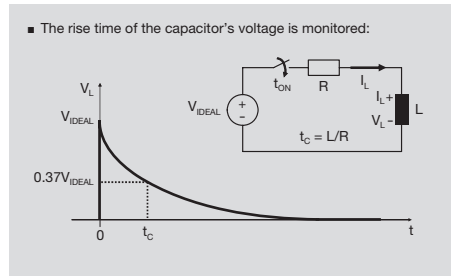 ■ The rise time of the capacitor's voltage is monitored:
V_L
V_IDEAL
0.37V_IDEAL
0
t_C
t
V_IDEAL
+
-
t_ON
R
I_L
I_L +
V_L -
L
t_C = L/R